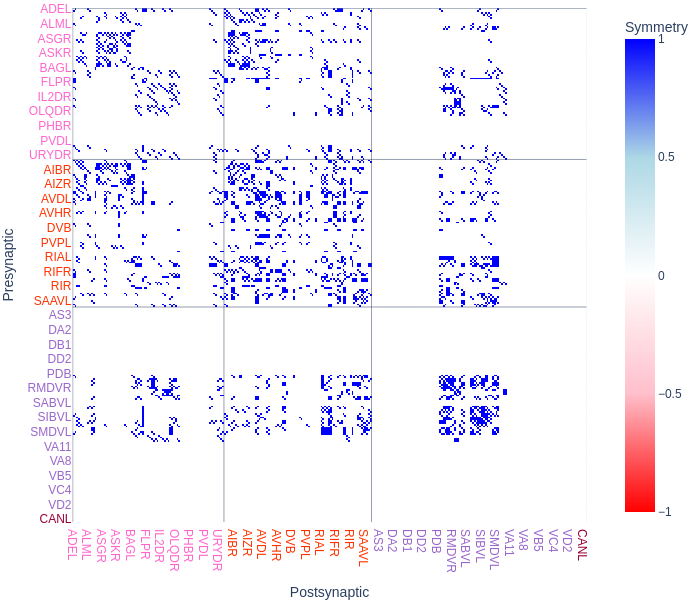 Symmetry
1
0.5
0
−0.5
−1
Presynaptic
ADEL
ALML
ASGR
ASKR
BAGL
FLPR
IL2DR
OLQDR
PHBR
PVDL
URYDR
AIBR
AIZR
AVDL
AVHR
DVB
PVPL
RIAL
RIFR
RIR
SAAVL
AS3
DA2
DB1
DD2
PDB
RMDVR
SABVL
SIBVL
SMDVL
VA11
VA8
VB5
VC4
VD2
CANL
ADEL
ALML
ASGR
ASKR
BAGL
FLPR
IL2DR
OLQDR
PHBR
PVDL
URYDR
AIBR
AIZR
AVDL
AVHR
DVB
PVPL
RIAL
RIFR
RIR
SAAVL
AS3
DA2
DB1
DD2
PDB
RMDVR
SABVL
SIBVL
SMDVL
VA11
VA8
VB5
VC4
VD2
CANL
Postsynaptic